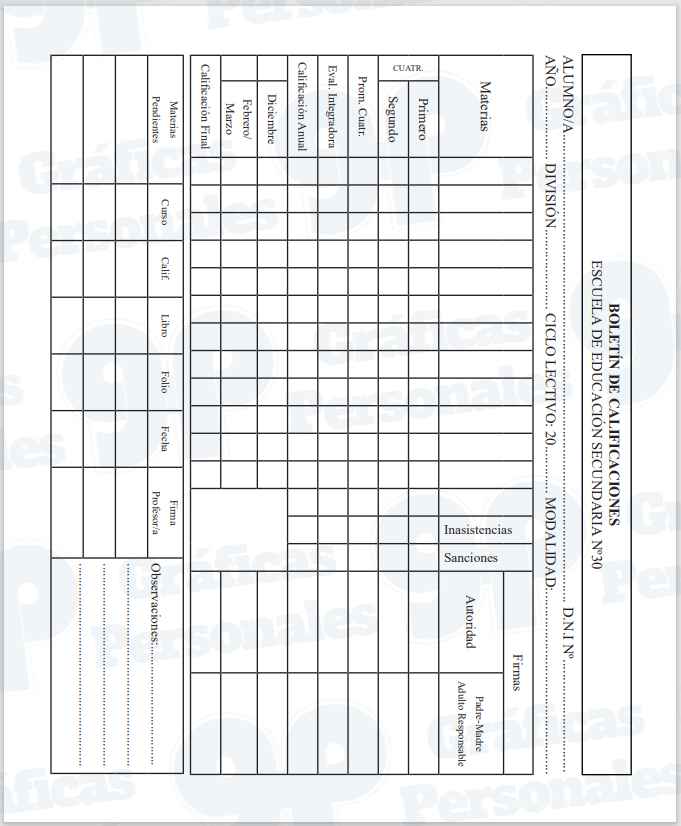 BOLETÍN DE CALIFICACIONES
ESCUELA DE EDUCACIÓN SECUNDARIA Nº30
ALUMNO/A.................................................................................................................... D.N.I Nº..............................
AÑO................... DIVISIÓN..................... CICLO LECTIVO: 20............. MODALIDAD:..................................................
Materias
CUATR.
Primero
Segundo
Prom. Cuatr.
Eval. Integradora
Calificación Anual
Diciembre
Febrero/
Marzo
Calificación Final
Inasistencias
Sanciones
Firmas
Autoridad
Padre-Madre
Adulto Responsable
Materias
Pendientes
Curso
Calif.
Libro
Folio
Fecha
Firma
Profesor/a
Observaciones:..............................
..................................................
..................................................
..................................................
gp
Gráficas
Personales